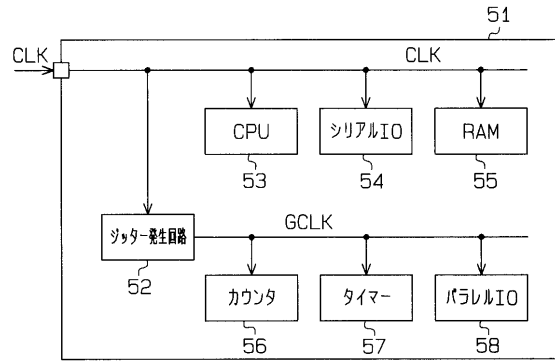 51
CLK
CLK
CPU
シリアルIO
RAM
53
54
55
ジッター発生回路
GCLK
52
カウンタ
タイマー
パラレルIO
56
57
58